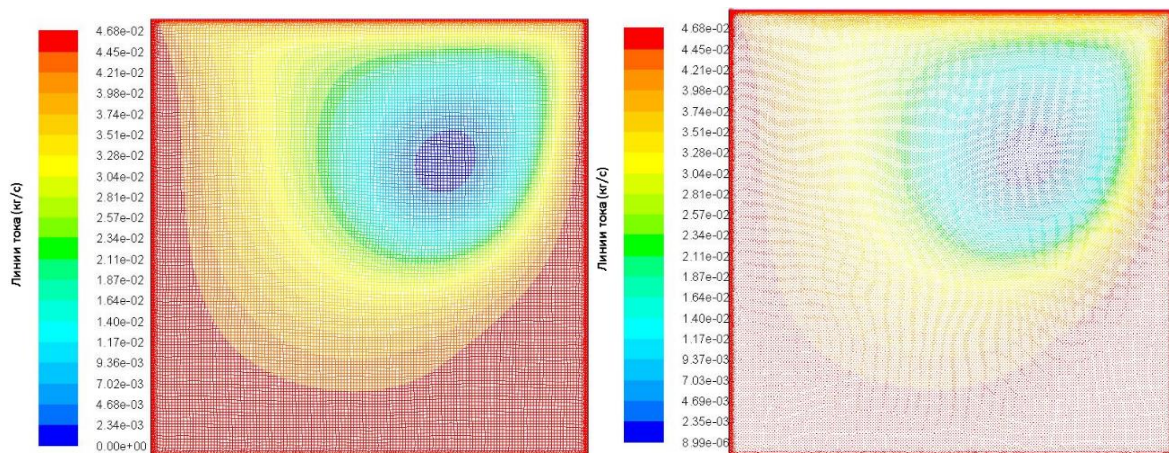 Линии тока (кг/с)
4.68e-02
4.45e-02
4.21e-02
3.98e-02
3.74e-02
3.51e-02
3.28e-02
3.04e-02
2.81e-02
2.57e-02
2.34e-02
2.11e-02
1.87e-02
1.64e-02
1.40e-02
1.17e-02
9.36e-03
7.02e-03
4.68e-03
2.34e-03
0.00e+00
Линии тока (кг/с)
4.68e-02
4.45e-02
4.21e-02
3.98e-02
3.74e-02
3.51e-02
3.28e-02
3.04e-02
2.81e-02
2.57e-02
2.34e-02
2.11e-02
1.87e-02
1.64e-02
1.40e-02
1.17e-02
9.37e-03
7.03e-03
4.69e-03
2.35e-03
8.99e-06